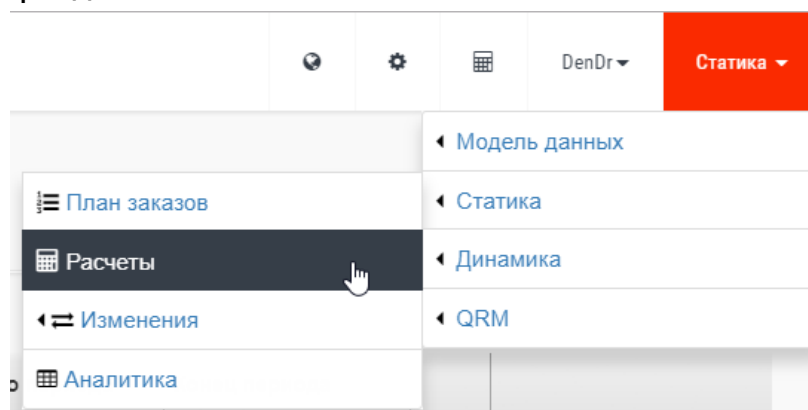 DenDr
Статика
Модель данных
План заказов
Статика
Расчеты
Динамика
Изменения
QRM
Аналитика